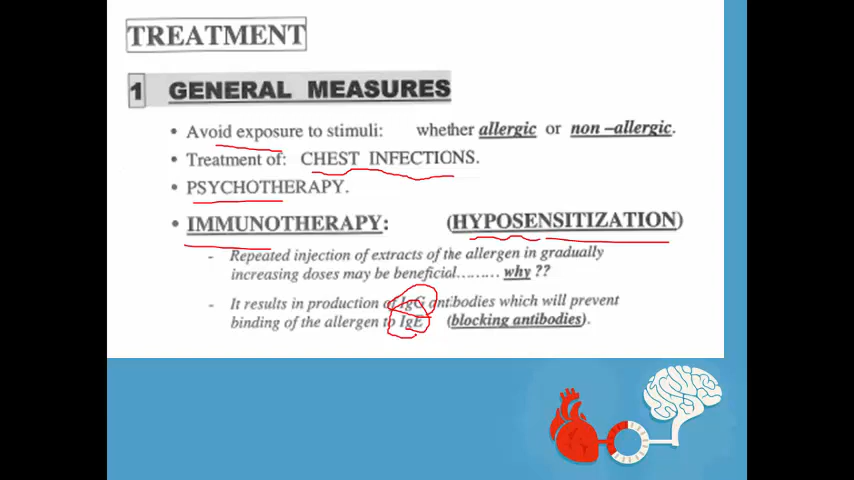 TREATMENT
1 GENERAL MEASURES
• Avoid exposure to stimuli: whether allergic or non –allergic.
• Treatment of: CHEST INFECTIONS.
• PSYCHOTHERAPY.
• IMMUNOTHERAPY: (HYPOSENSITIZATION)
- Repeated injection of extracts of the allergen in gradually
increasing doses may be beneficial......... why ??
- It results in production of IgG antibodies which will prevent
binding of the allergen to IgE (blocking antibodies).